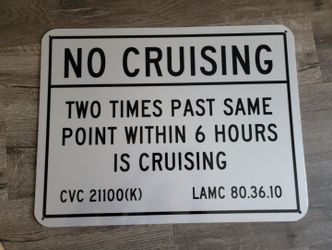 NO CRUISING
TWO TIMES PAST SAME
POINT WITHIN 6 HOURS
IS CRUISING
CVC 21100(K) LAMC 80.36.10